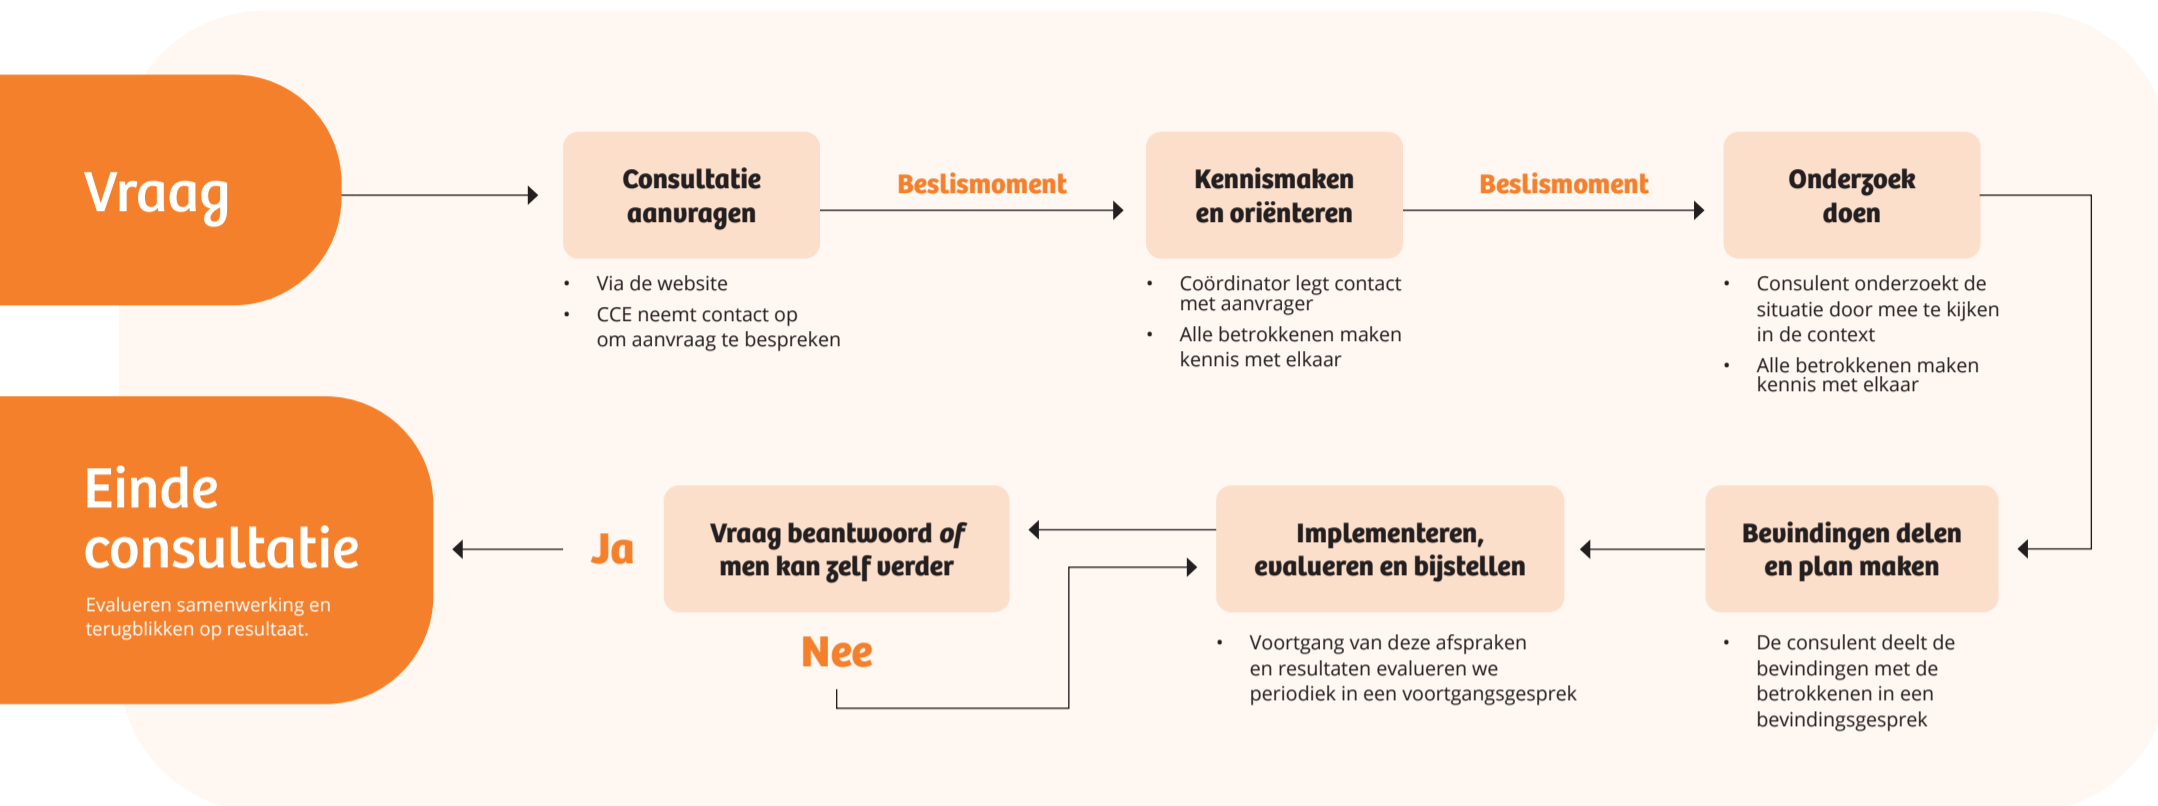 Vraag
Consultatie
aanvragen
• Via de website
• CCE neemt contact op
om aanvraag te bespreken
Beslismoment
Kennismaken
en oriënteren
• Coördinator legt contact
met aanvrager
• Alle betrokkenen maken
kennis met elkaar
Beslismoment
Onderzoek
doen
• Consulent onderzoekt de
situatie door mee te kijken
in de context
• Alle betrokkenen maken
kennis met elkaar
Bevindingen delen
en plan maken
• De consulent deelt de
bevindingen met de
betrokkenen in een
bevindingsgesprek
Implementeren,
evalueren en bijstellen
• Voortgang van deze afspraken
en resultaten evalueren we
periodiek in een voortgangsgesprek
Vraag beantwoord of
men kan zelf verder
Nee
Ja
Einde
consultatie
Evalueren samenwerking en
terugblikken op resultaat.